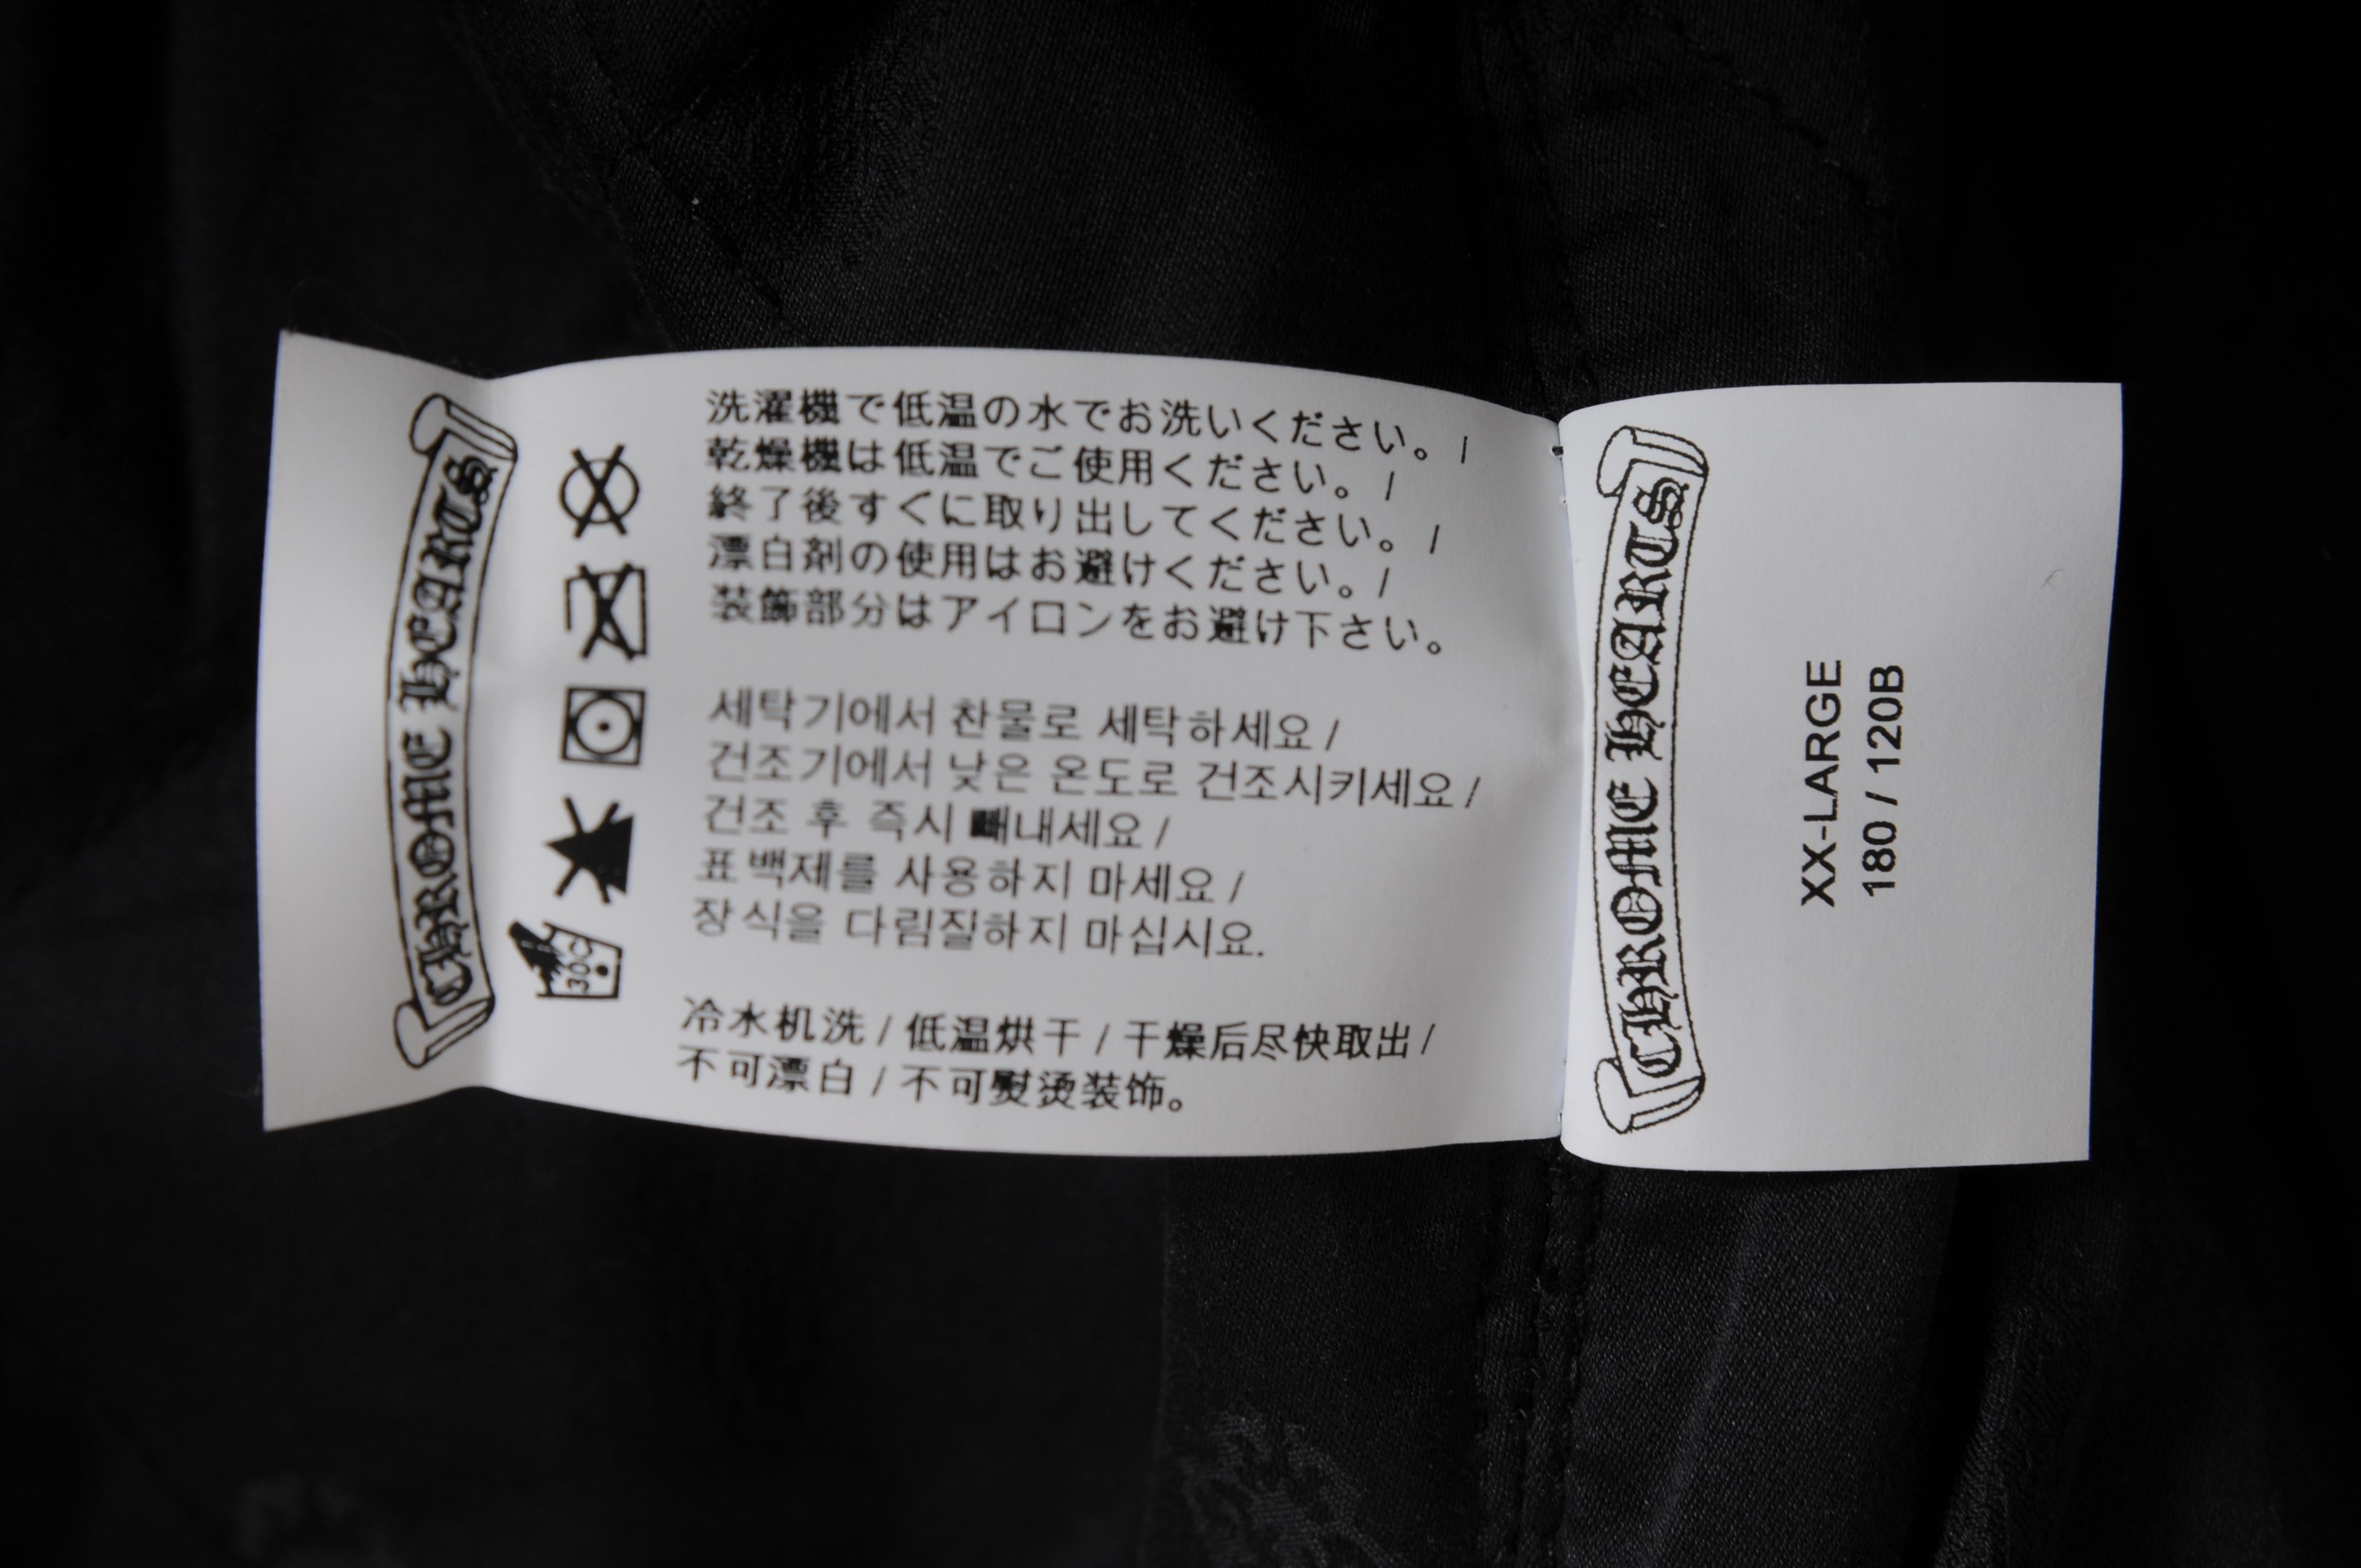 CHROME HEARTS
30C
洗濯機で低温の水でお洗いください。/
乾燥機は低温でご使用ください。/
終了後すぐに取り出してください。/
漂白剤の使用はお避けください。/
装飾部分はアイロンをお避け下さい。
세탁기에서 찬물로 세탁하세요 /
건조기에서 낮은 온도로 건조시키세요 /
건조 후 즉시 빼내세요 /
표백제를 사용하지 마세요 /
장식을 다림질하지 마십시요.
冷水机洗 / 低温烘干 / 干燥后尽快取出 /
不可漂白 / 不可熨烫装饰。
CHROME HEARTS
XX-LARGE
180 / 120B